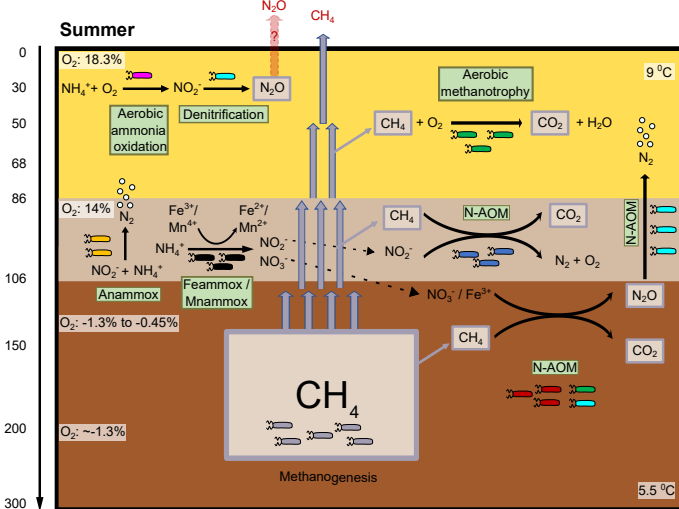 Summer
N₂O
CH₄
?
0
30
50
68
86
106
150
200
300
O₂: 18.3%
9 ⁰C
NH₄⁺ + O₂
NO₂⁻
N₂O
Aerobic
ammonia
oxidation
Denitrification
Aerobic
methanotrophy
CH₄ + O₂
CO₂ + H₂O
N₂
O₂: 14%
N₂
NO₂⁻ + NH₄⁺
Anammox
Fe³⁺/
Mn⁴⁺
Fe²⁺/
Mn²⁺
NH₄⁺
NO₂⁻
NO₃⁻
Feammox /
Mnammox
CH₄
N-AOM
CO₂
NO₂⁻
N₂ + O₂
N-AOM
O₂: -1.3% to -0.45%
NO₃⁻ / Fe³⁺
N₂O
CH₄
CO₂
N-AOM
CH₄
O₂: ~-1.3%
Methanogenesis
5.5 ⁰C